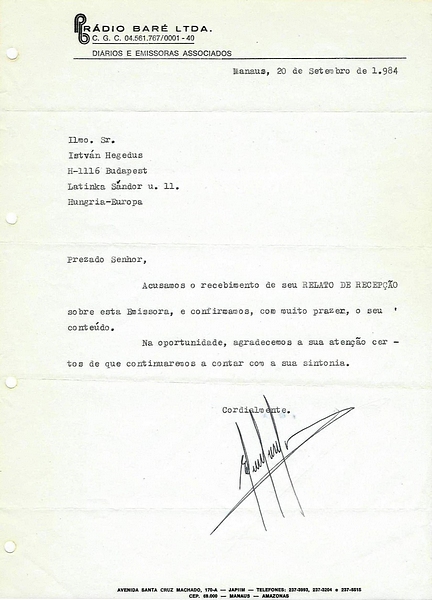 RÁDIO BARÉ LTDA.
C. G. C. 04.561.767/0001 - 40
DIÁRIOS E EMISSORAS ASSOCIADOS
Manaus, 20 de Setembro de 1.984
Ilmo. Sr.
István Hegedus
H-1116 Budapest
Latinka Sándor u. 11.
Hungria-Europa
Prezado Senhor,
Acusamos o recebimento de seu RELATO DE RECEPÇÃO
sobre esta Emissora, e confirmamos, com muito prazer, o seu '
conteúdo.
Na oportunidade, agradecemos a sua atenção cer -
tos de que continuaremos a contar com a sua sintonia.
Cordialmente.
AVENIDA SANTA CRUZ MACHADO, 170-A — JAPIIM — TELEFONES: 237-3993, 237-3204 e 237-6815
CEP. 69.000 — MANAUS — AMAZONAS